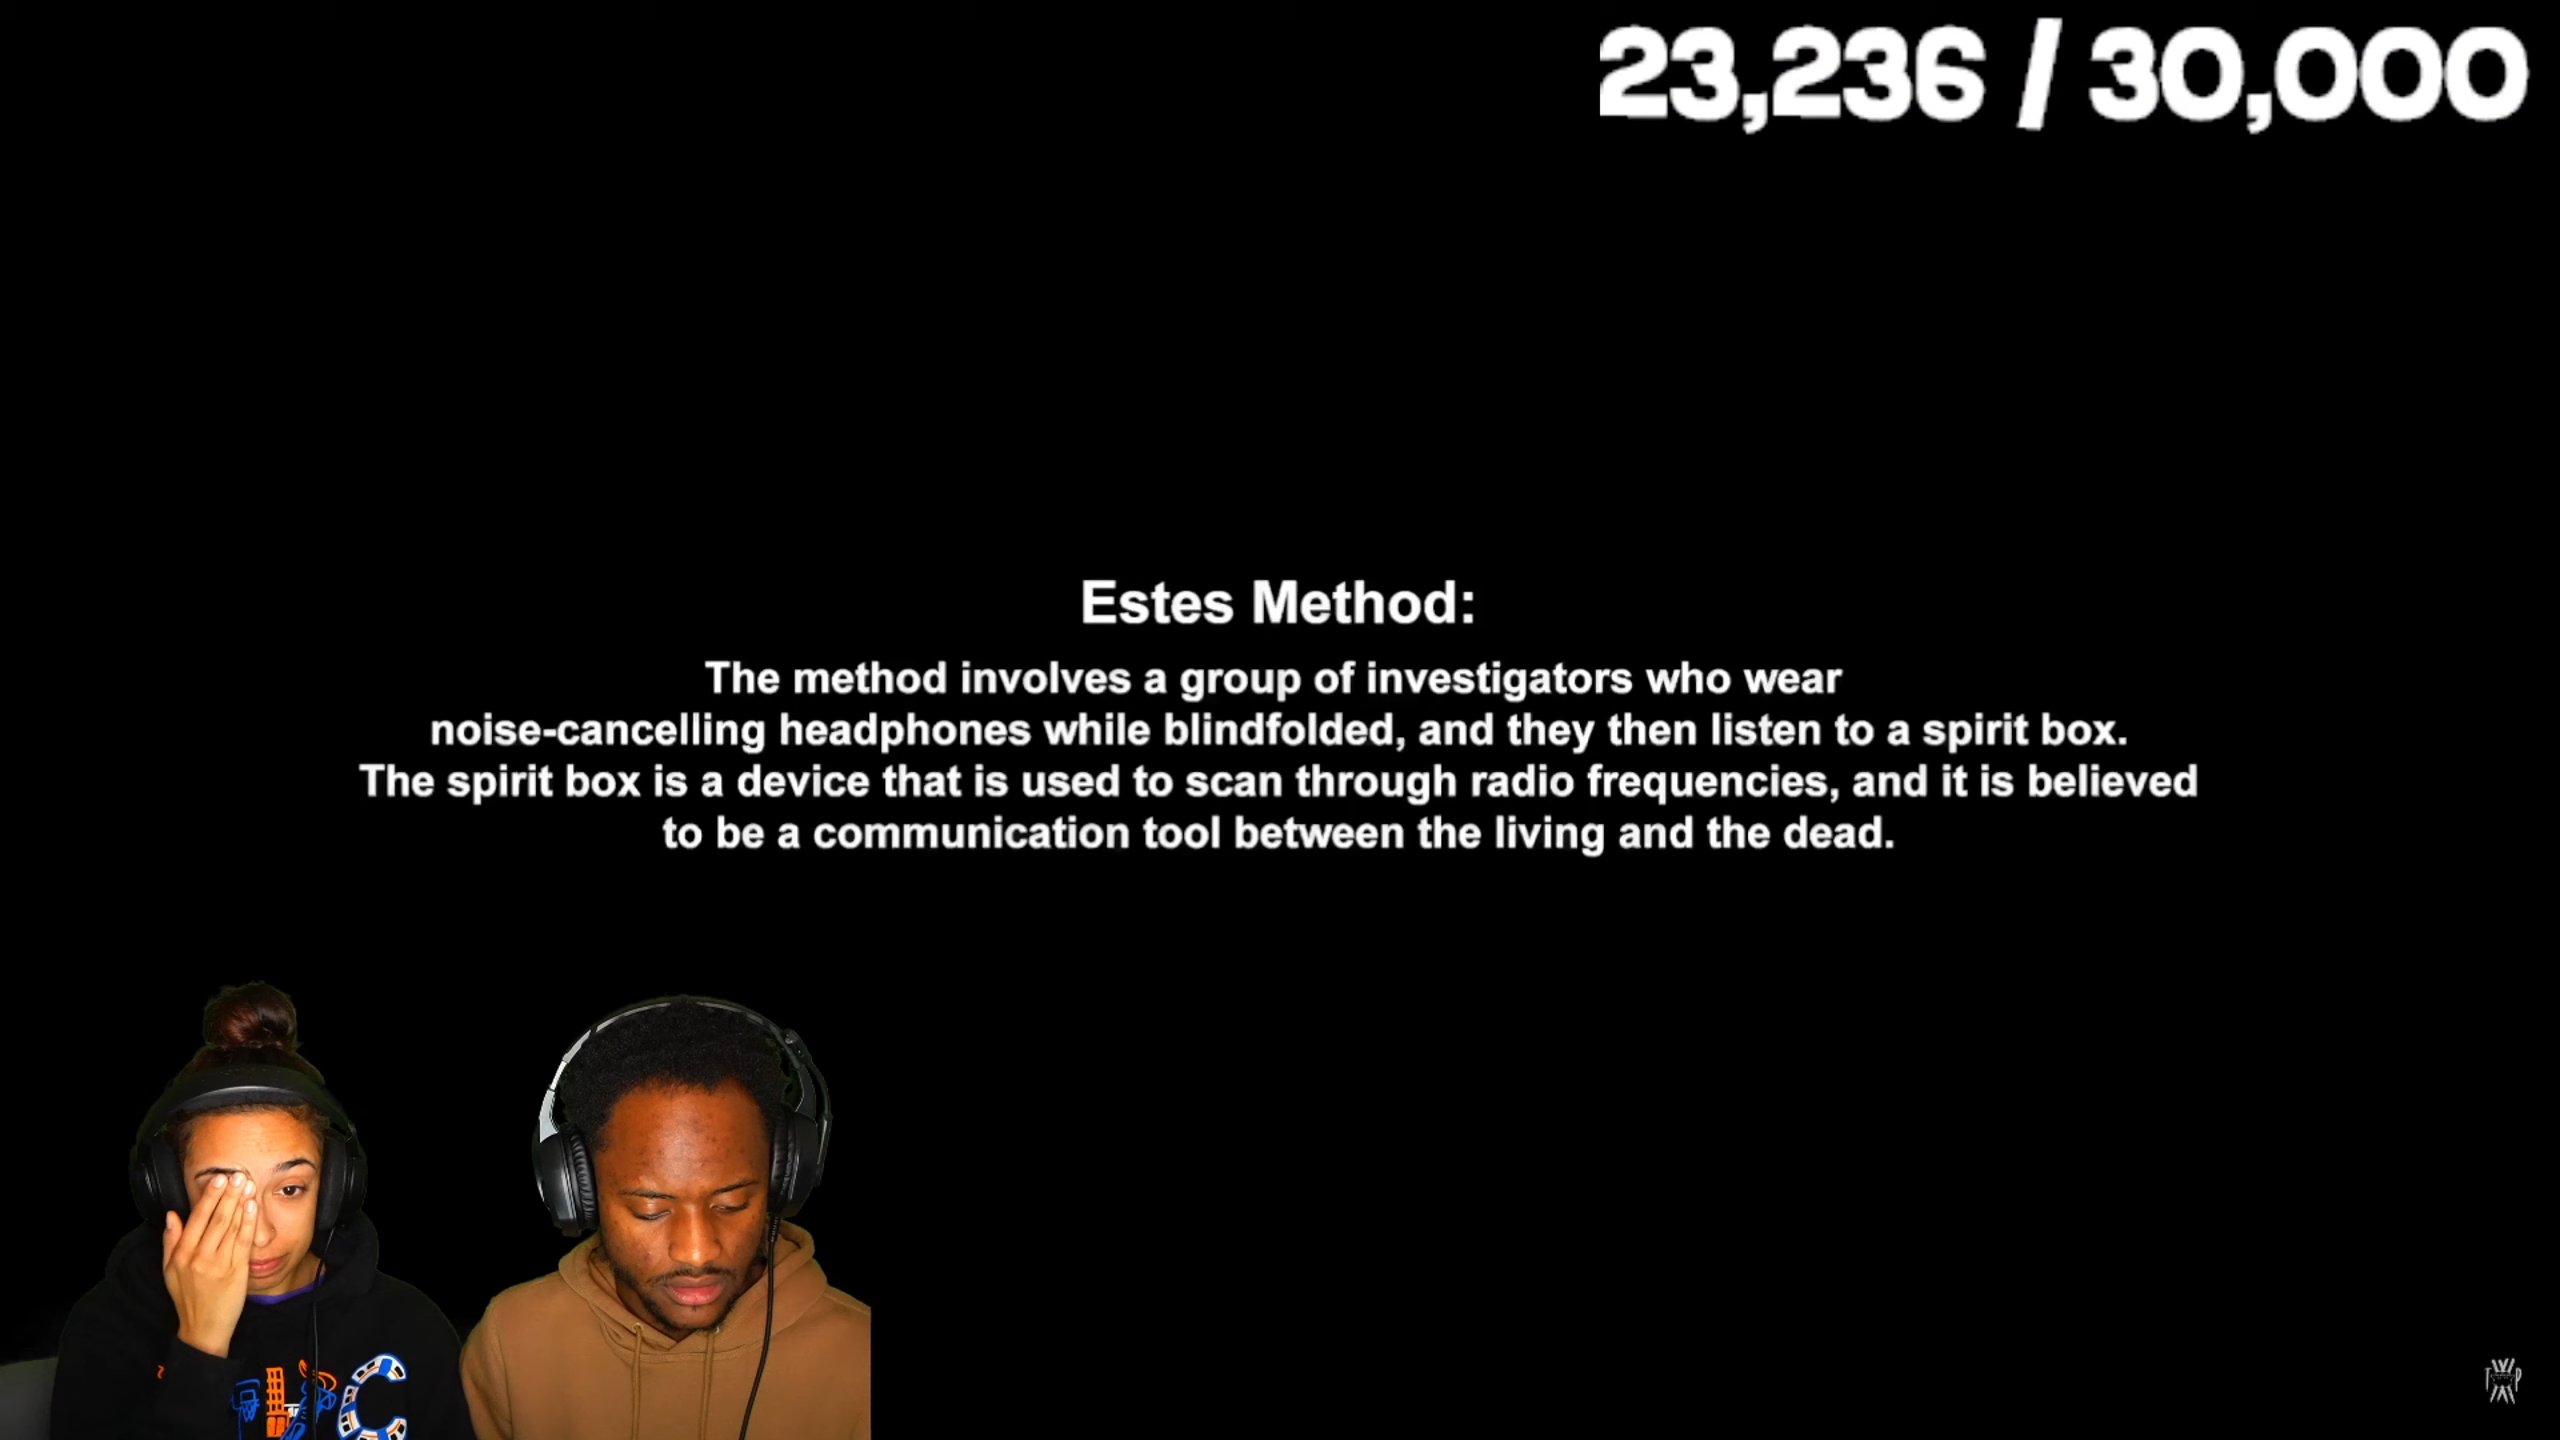 23,236 / 30,000
Estes Method:
The method involves a group of investigators who wear
noise-cancelling headphones while blindfolded, and they then listen to a spirit box.
The spirit box is a device that is used to scan through radio frequencies, and it is believed
to be a communication tool between the living and the dead.